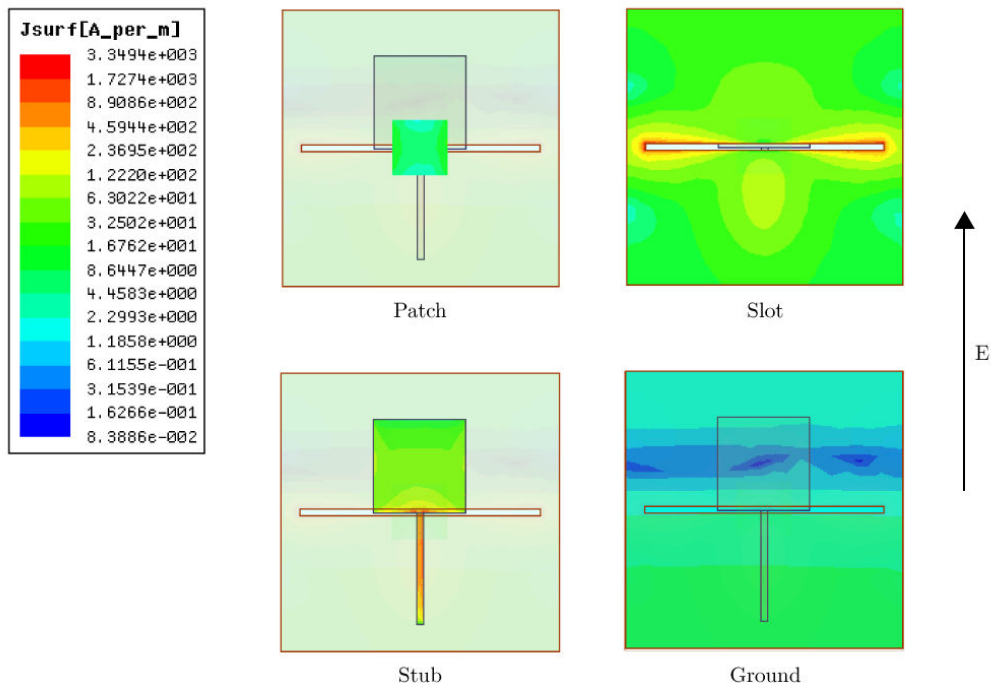 Jsurf[A_per_m]
3.3494e+003
1.7274e+003
8.9086e+002
4.5944e+002
2.3695e+002
1.2220e+002
6.3022e+001
3.2502e+001
1.6762e+001
8.6447e+000
4.4583e+000
2.2993e+000
1.1858e+000
6.1155e-001
3.1539e-001
1.6266e-001
8.3886e-002
Patch
Slot
E
Stub
Ground